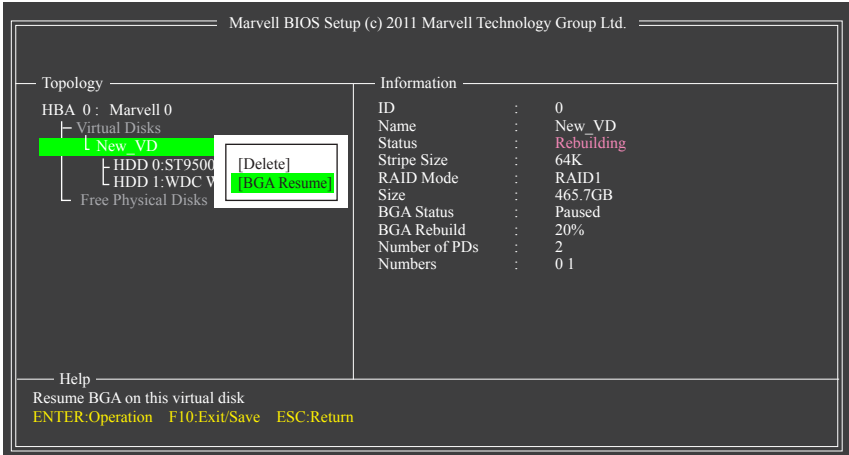 Marvell BIOS Setup (c) 2011 Marvell Technology Group Ltd.
Topology
HBA 0 : Marvell 0
Virtual Disks
New_VD
HDD 0:ST9500
HDD 1:WDC
Free Physical Disks
[Delete]
[BGA Resume]
Information
ID : 0
Name : New_VD
Status : Rebuilding
Stripe Size : 64K
RAID Mode : RAID1
Size : 465.7GB
BGA Status : Paused
BGA Rebuild : 20%
Number of PDs : 2
Numbers : 0 1
Help
Resume BGA on this virtual disk
ENTER:Operation F10:Exit/Save ESC:Return